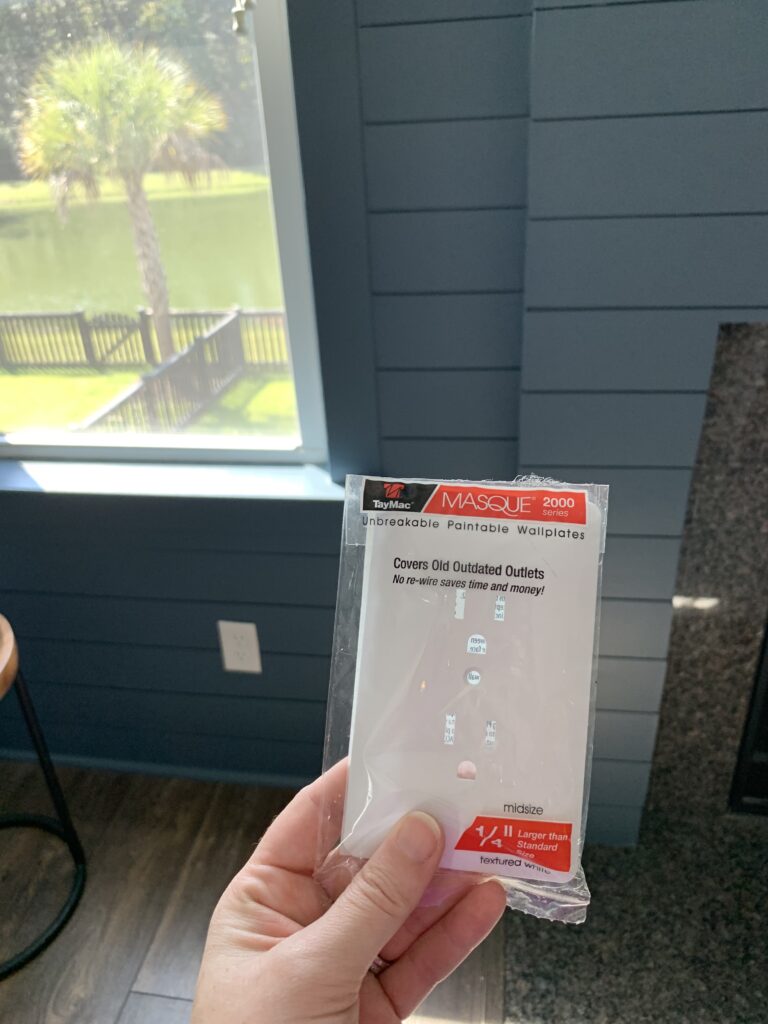 TayMac
MASQUE® 2000
series
Unbreakable Paintable Wallplates
Covers Old Outdated Outlets
No re-wire saves time and money!
midsize
1/4" Larger than
Standard
Size
textured white